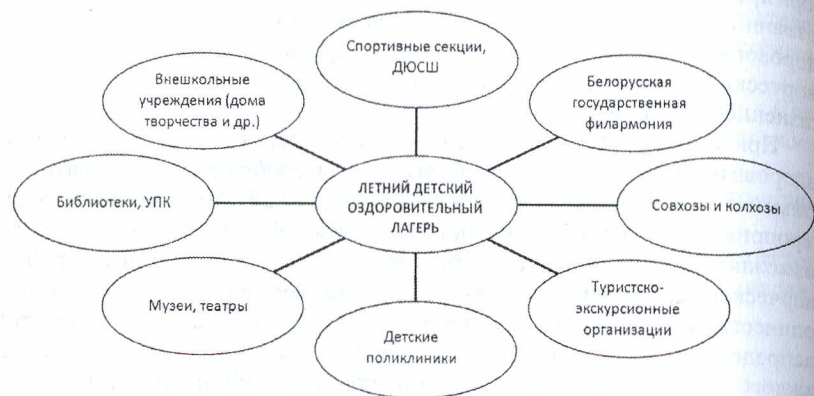 Спортивные секции,
ДЮСШ
Внешкольные
учреждения (дома
творчества и др.)
Белорусская
государственная
филармония
Библиотеки, УПК
ЛЕТНИЙ ДЕТСКИЙ
ОЗДОРОВИТЕЛЬНЫЙ
ЛАГЕРЬ
Совхозы и колхозы
Музеи, театры
Туристско-
экскурсионные
организации
Детские
поликлиники